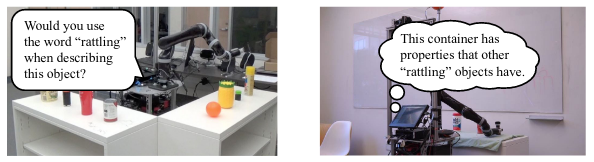 Would you use
the word “rattling”
when describing
this object?
This container has
properties that other
“rattling” objects have.